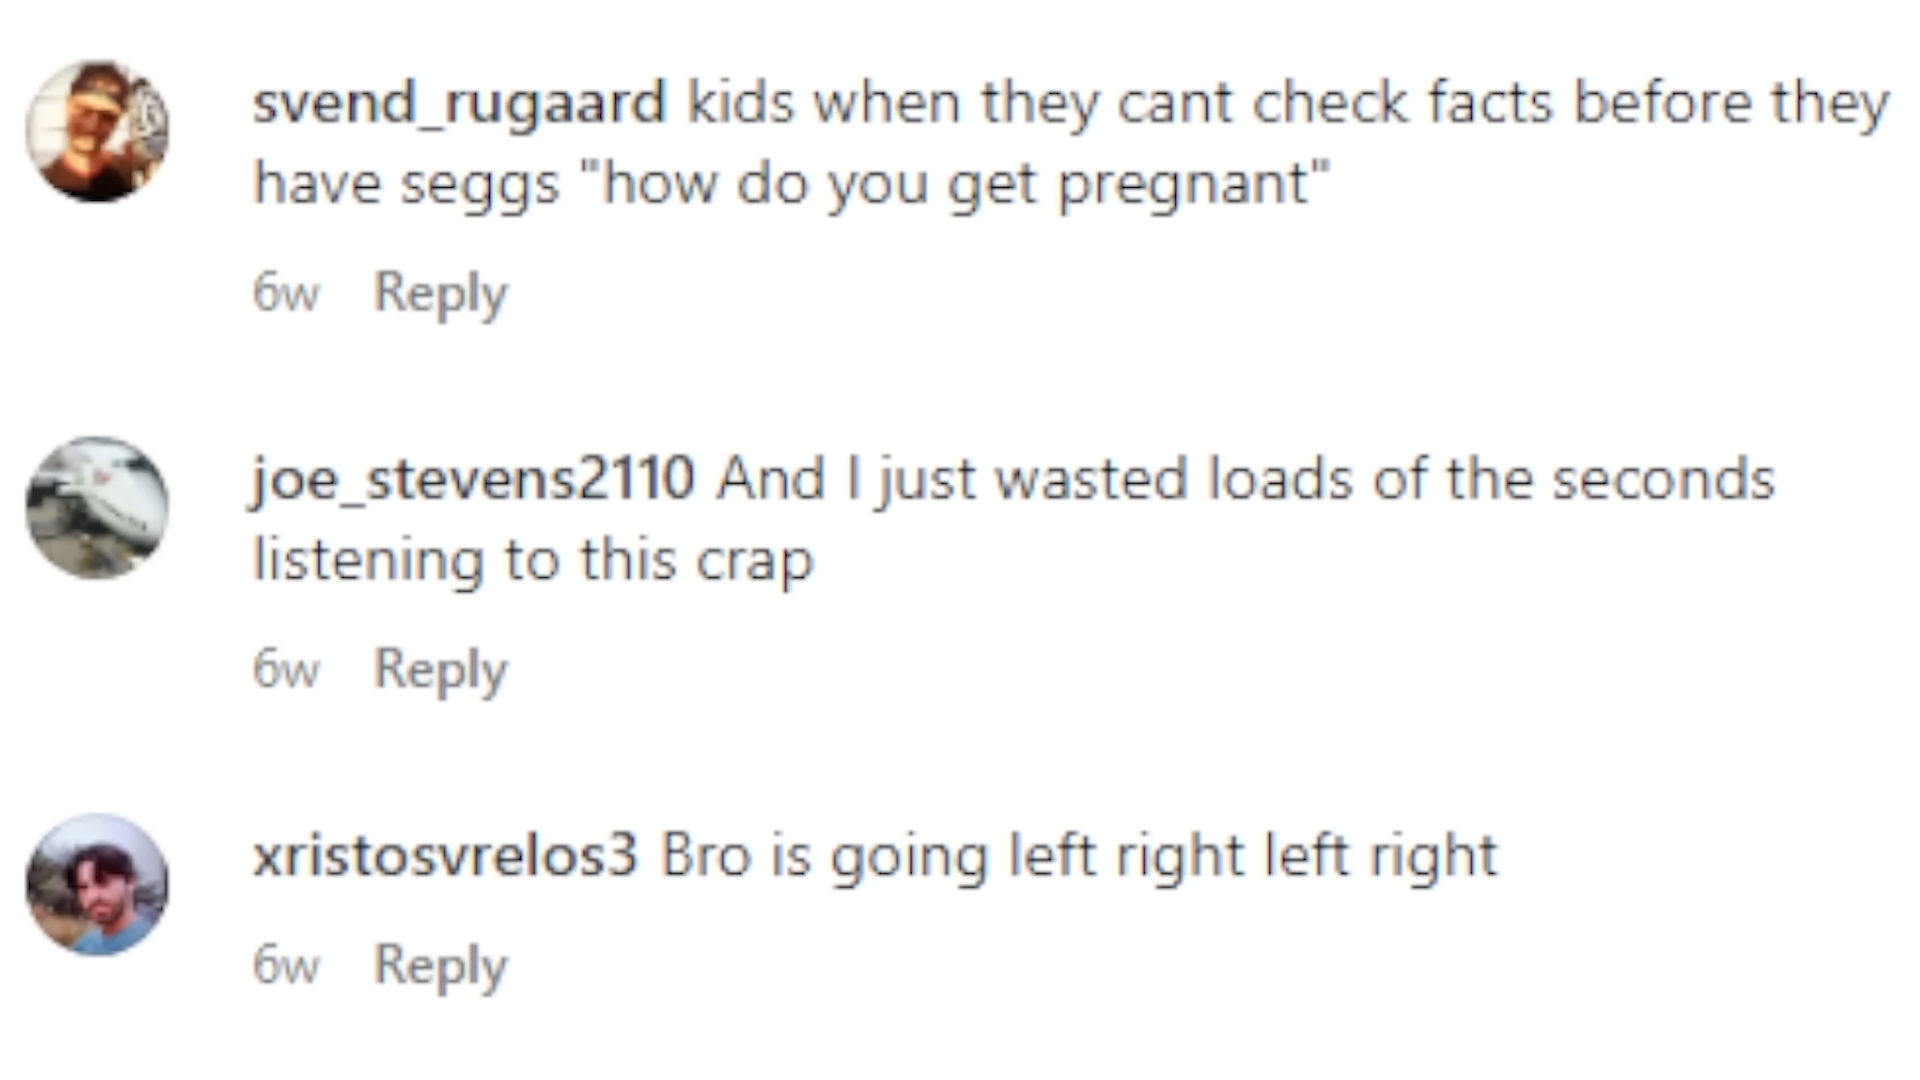 svend_rugaard kids when they cant check facts before they
have seggs "how do you get pregnant"
6w Reply
joe_stevens2110 And I just wasted loads of the seconds
listening to this crap
6w Reply
xristosvrelos3 Bro is going left right left right
6w Reply